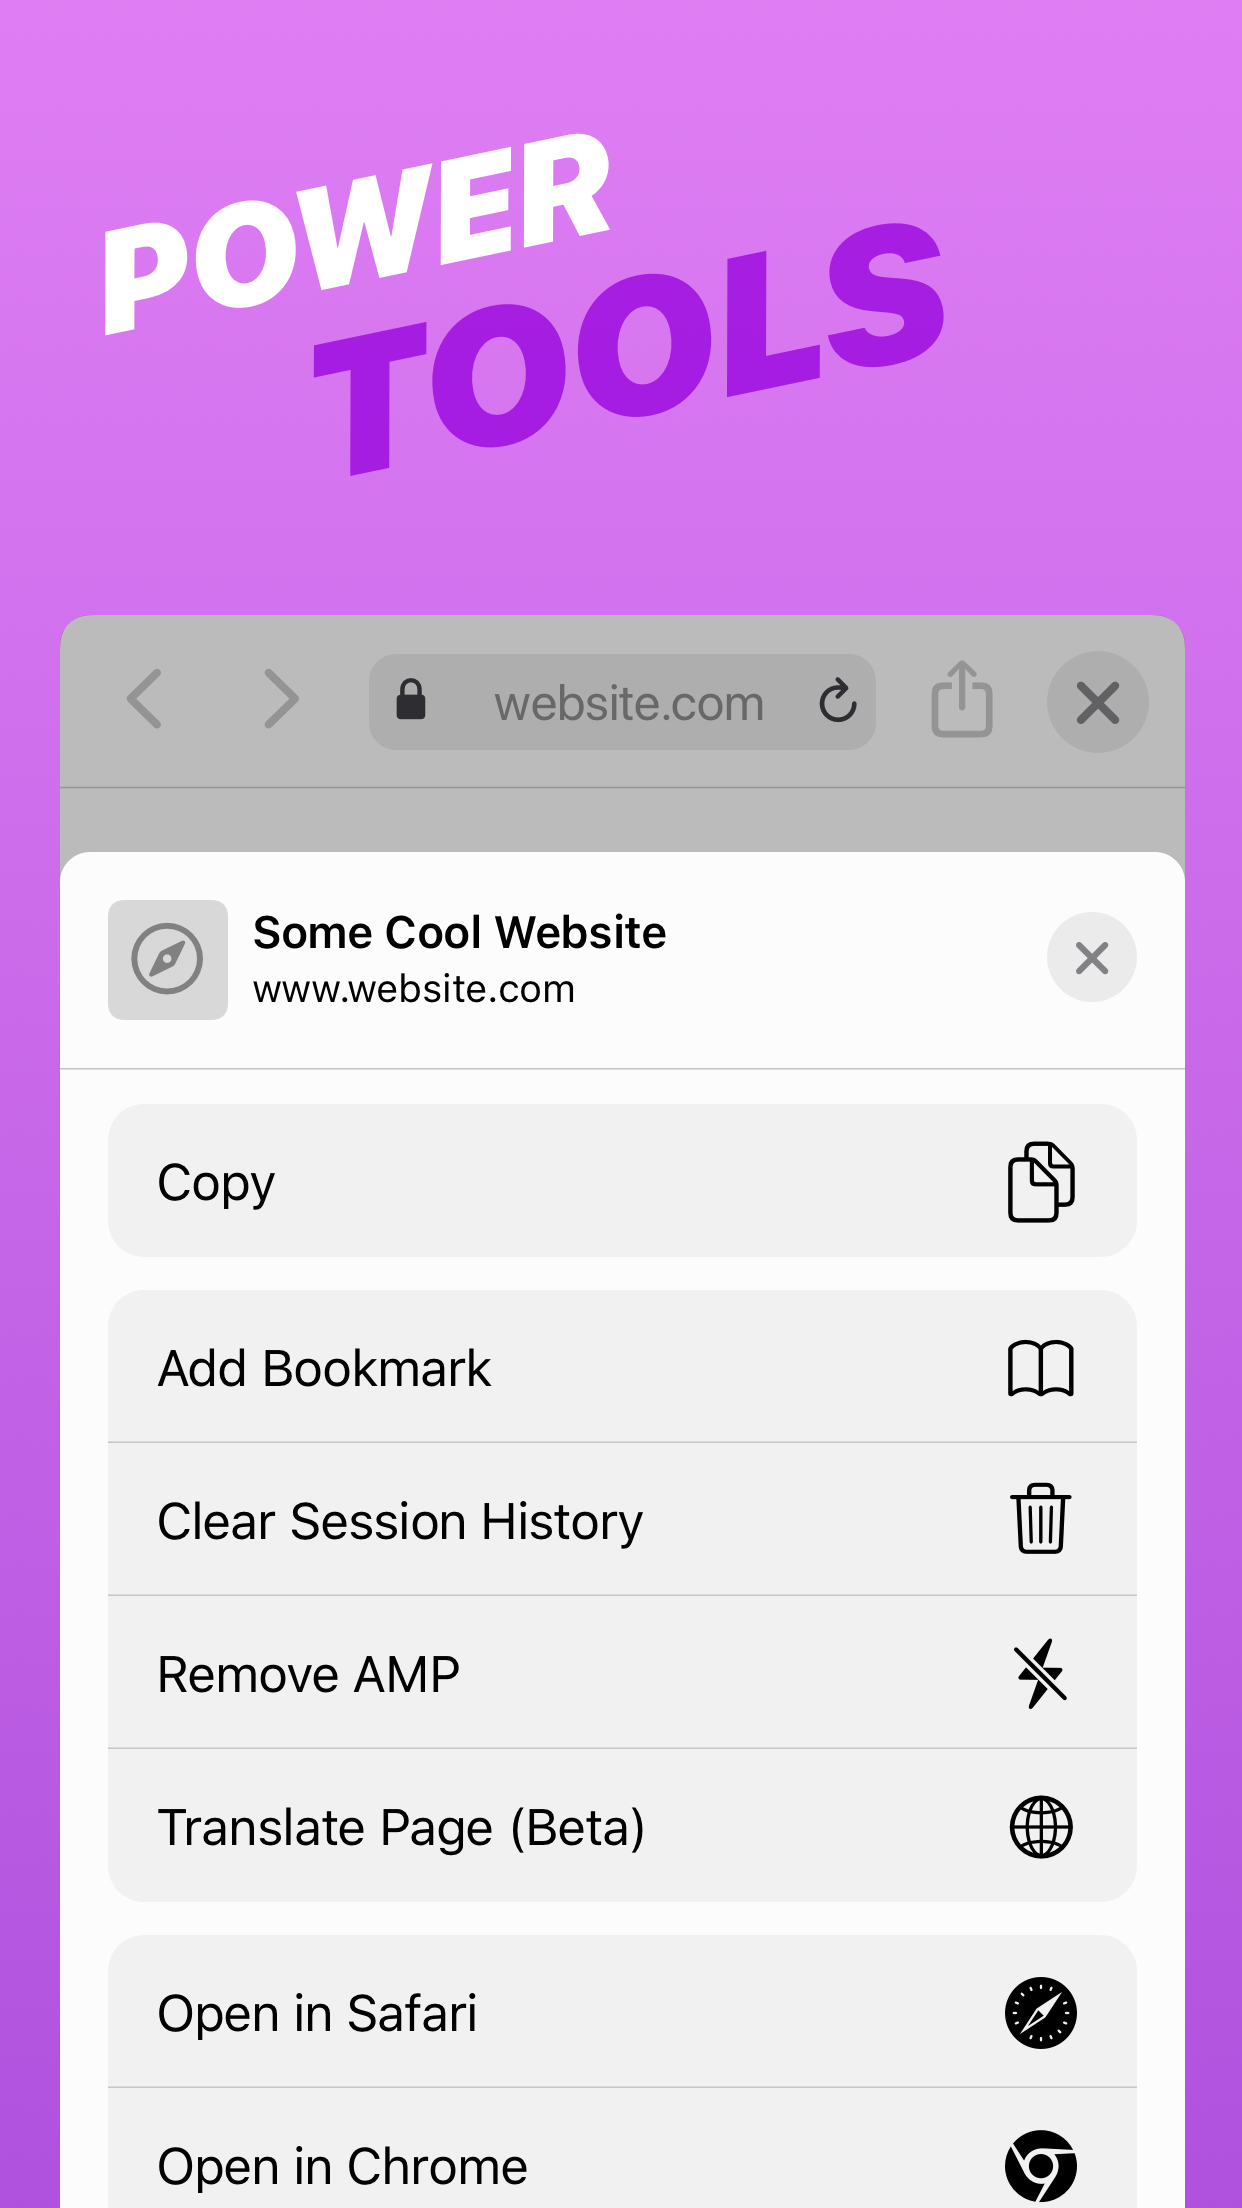 POWER
TOOLS
website.com
Some Cool Website
www.website.com
Copy
Add Bookmark
Clear Session History
Remove AMP
Translate Page (Beta)
Open in Safari
Open in Chrome